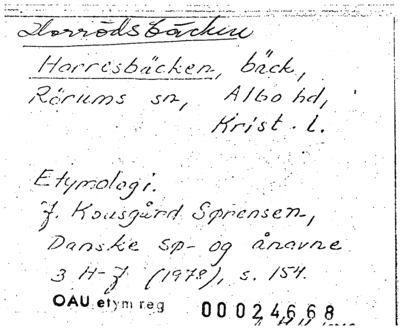 Horrödsbäcken
Horrisbäcken, bäck,
Rörums sn, Albo hd,
Krist. l.
Etymologi.
J. Kousgård Sørensen,
Danske sø- og ånavne
3 H-J (1978), s. 154.
OAU etym reg 00024668